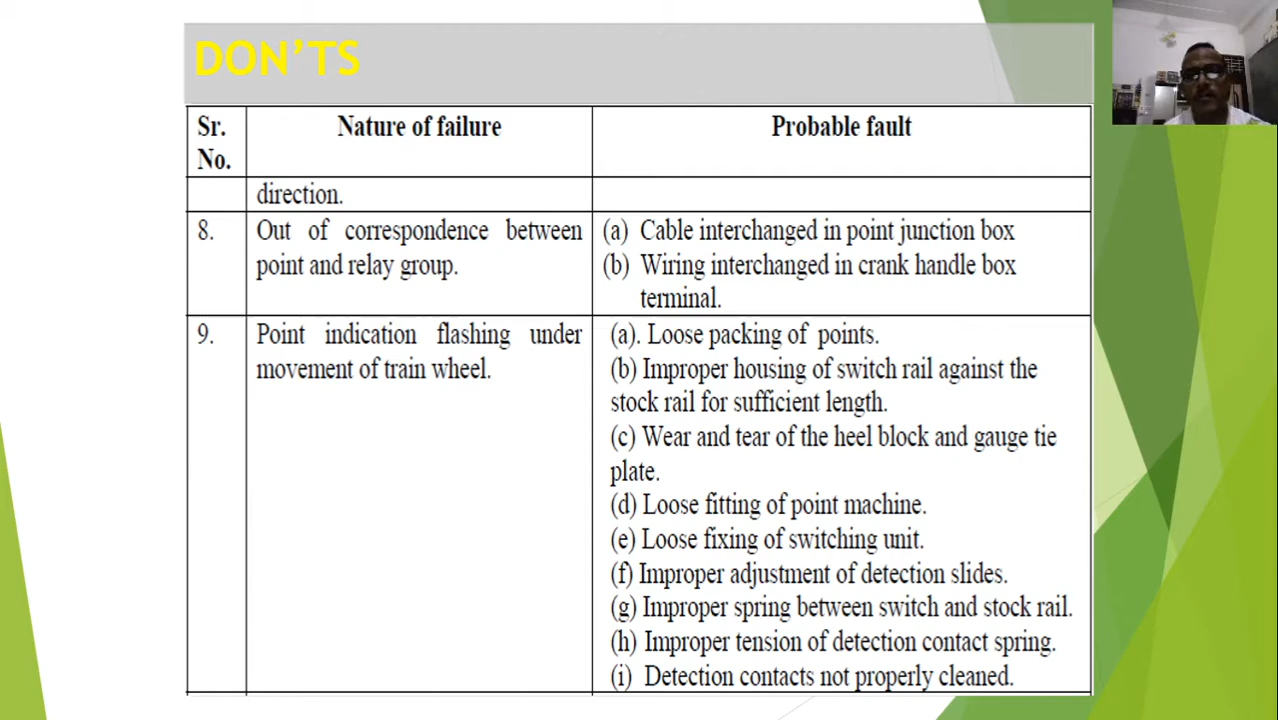 DON'TS
Sr. No.
Nature of failure
Probable fault
direction.
8.
Out of correspondence between
point and relay group.
(a) Cable interchanged in point junction box
(b) Wiring interchanged in crank handle box
terminal.
9.
Point indication flashing under
movement of train wheel.
(a). Loose packing of points.
(b) Improper housing of switch rail against the
stock rail for sufficient length.
(c) Wear and tear of the heel block and gauge tie
plate.
(d) Loose fitting of point machine.
(e) Loose fixing of switching unit.
(f) Improper adjustment of detection slides.
(g) Improper spring between switch and stock rail.
(h) Improper tension of detection contact spring.
(i) Detection contacts not properly cleaned.